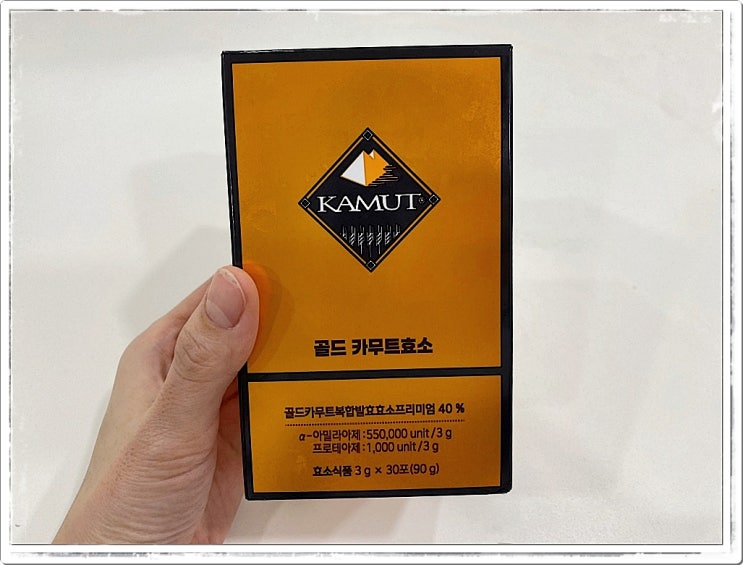 KAMUT
골드 카무트효소
골드카무트복합발효효소프리미엄 40 %
α-아밀라아제 : 550,000 unit/3 g
프로테아제 : 1,000 unit/3 g
효소식품 3 g × 30포(90 g)